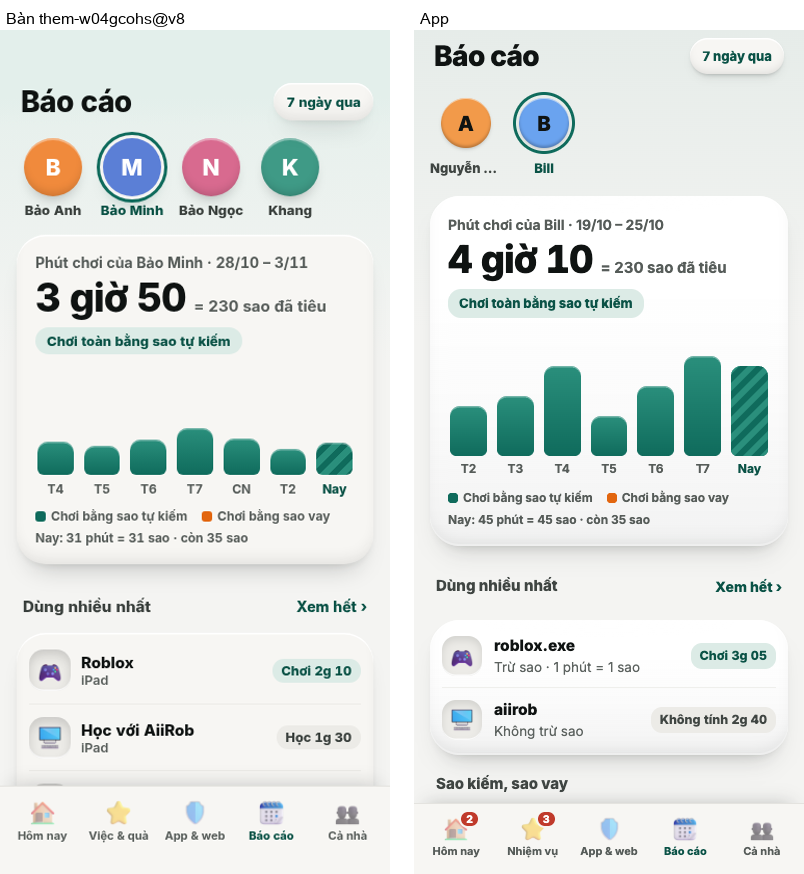 Bản them-w04gcohs@v8
Báo cáo
7 ngày qua
B
M
N
K
Bảo Anh
Bảo Minh
Bảo Ngọc
Khang
Phút chơi của Bảo Minh · 28/10 – 3/11
3 giờ 50 = 230 sao đã tiêu
Chơi toàn bằng sao tự kiếm
T4
T5
T6
T7
CN
T2
Nay
Chơi bằng sao tự kiếm
Chơi bằng sao vay
Nay: 31 phút = 31 sao · còn 35 sao
Dùng nhiều nhất
Xem hết ›
Roblox
iPad
Chơi 2g 10
Học với AiiRob
iPad
Học 1g 30
Hôm nay
Việc & quà
App & web
Báo cáo
Cả nhà
App
Báo cáo
7 ngày qua
A
B
Nguyễn ...
Bill
Phút chơi của Bill · 19/10 – 25/10
4 giờ 10 = 230 sao đã tiêu
Chơi toàn bằng sao tự kiếm
T2
T3
T4
T5
T6
T7
Nay
Chơi bằng sao tự kiếm
Chơi bằng sao vay
Nay: 45 phút = 45 sao · còn 35 sao
Dùng nhiều nhất
Xem hết ›
roblox.exe
Trừ sao · 1 phút = 1 sao
Chơi 3g 05
aiirob
Không trừ sao
Không tính 2g 40
Sao kiếm, sao vay
2
3
Hôm nay
Nhiệm vụ
App & web
Báo cáo
Cả nhà